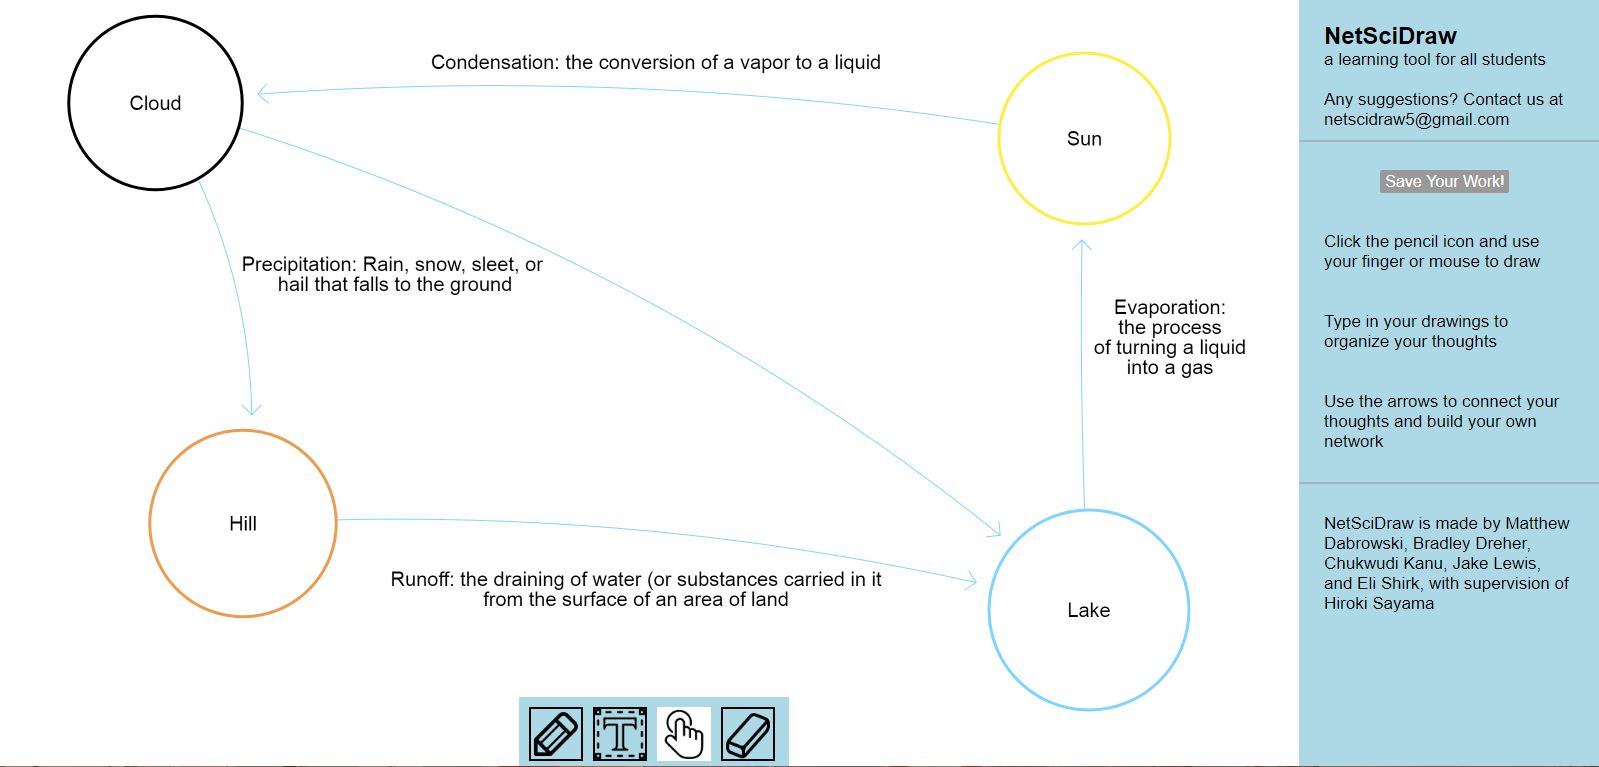 Cloud
Condensation: the conversion of a vapor to a liquid
Sun
Precipitation: Rain, snow, sleet, or
hail that falls to the ground
Evaporation:
the process
of turning a liquid
into a gas
Hill
Runoff: the draining of water (or substances carried in it
from the surface of an area of land
Lake
T
NetSciDraw
a learning tool for all students
Any suggestions? Contact us at
netscidraw5@gmail.com
Save Your Work!
Click the pencil icon and use
your finger or mouse to draw
Type in your drawings to
organize your thoughts
Use the arrows to connect your
thoughts and build your own
network
NetSciDraw is made by Matthew
Dabrowski, Bradley Dreher,
Chukwudi Kanu, Jake Lewis,
and Eli Shirk, with supervision of
Hiroki Sayama